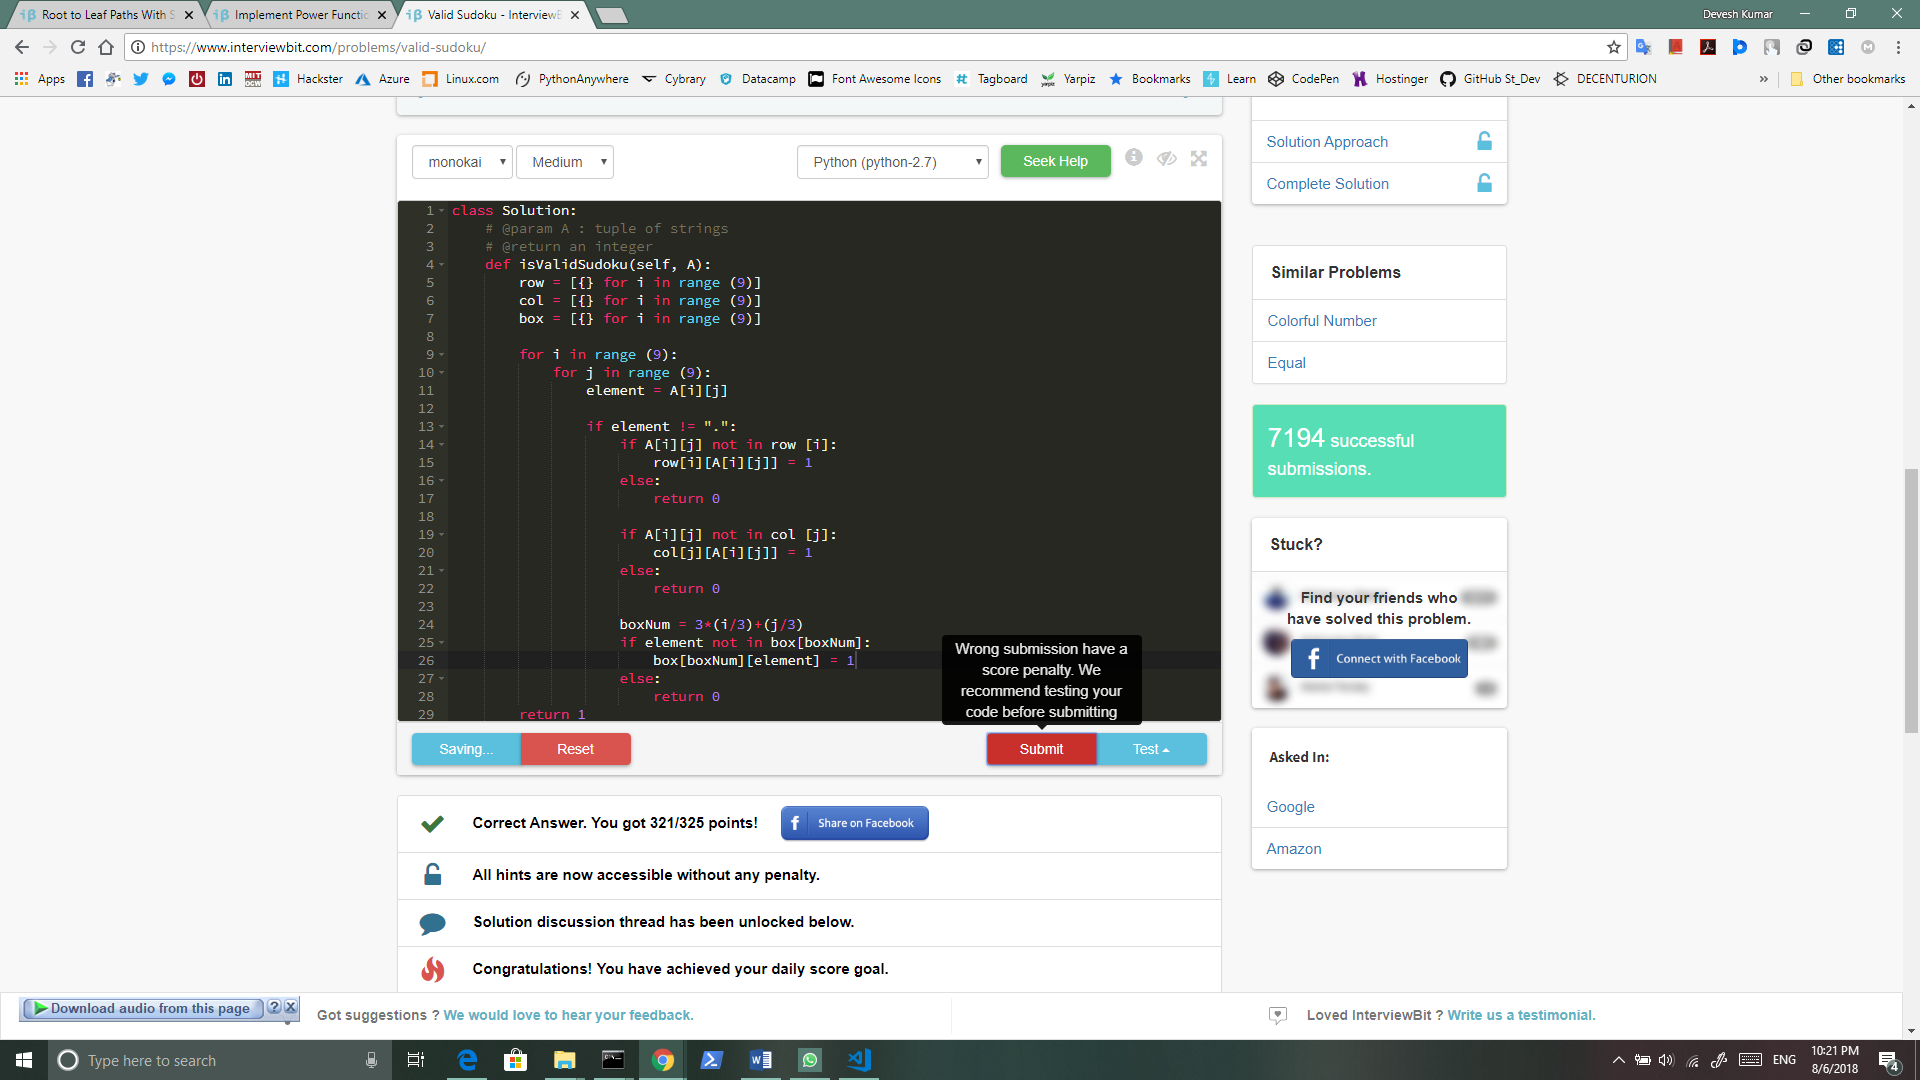 Root to Leaf Paths With S
Implement Power Functio
Valid Sudoku - InterviewB
Devesh Kumar
https://www.interviewbit.com/problems/valid-sudoku/
Apps
MIT
OCW
Hackster
Azure
Linux.com
PythonAnywhere
Cybrary
Datacamp
Font Awesome Icons
Tagboard
Yarpiz
Bookmarks
Learn
CodePen
Hostinger
GitHub St_Dev
DECENTURION
»
Other bookmarks
monokai
Medium
Python (python-2.7)
Seek Help
1 class Solution:
2 # @param A : tuple of strings
3 # @return an integer
4 def isValidSudoku(self, A):
5 row = [{} for i in range (9)]
6 col = [{} for i in range (9)]
7 box = [{} for i in range (9)]
8
9 for i in range (9):
10 for j in range (9):
11 element = A[i][j]
12
13 if element != ".":
14 if A[i][j] not in row [i]:
15 row[i][A[i][j]] = 1
16 else:
17 return 0
18
19 if A[i][j] not in col [j]:
20 col[j][A[i][j]] = 1
21 else:
22 return 0
23
24 boxNum = 3*(i/3)+(j/3)
25 if element not in box[boxNum]:
26 box[boxNum][element] = 1
27 else:
28 return 0
29 return 1
Wrong submission have a
score penalty. We
recommend testing your
code before submitting
Saving...
Reset
Submit
Test
Correct Answer. You got 321/325 points!
Share on Facebook
All hints are now accessible without any penalty.
Solution discussion thread has been unlocked below.
Congratulations! You have achieved your daily score goal.
Solution Approach
Complete Solution
Similar Problems
Colorful Number
Equal
7194 successful
submissions.
Stuck?
Find your friends who
have solved this problem.
Connect with Facebook
Asked In:
Google
Amazon
Download audio from this page
Got suggestions ? We would love to hear your feedback.
Loved InterviewBit ? Write us a testimonial.
Type here to search
ENG
10:21 PM
8/6/2018
4